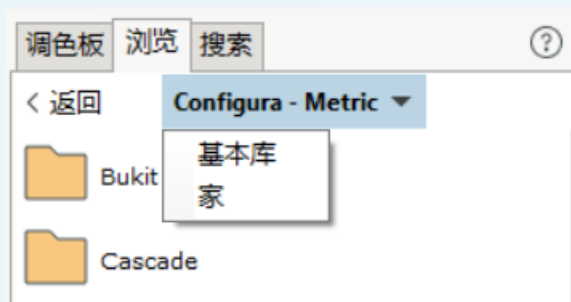 调色板 浏览 搜索 ?
< 返回 Configura - Metric
基本库
Bukit
家
Cascade